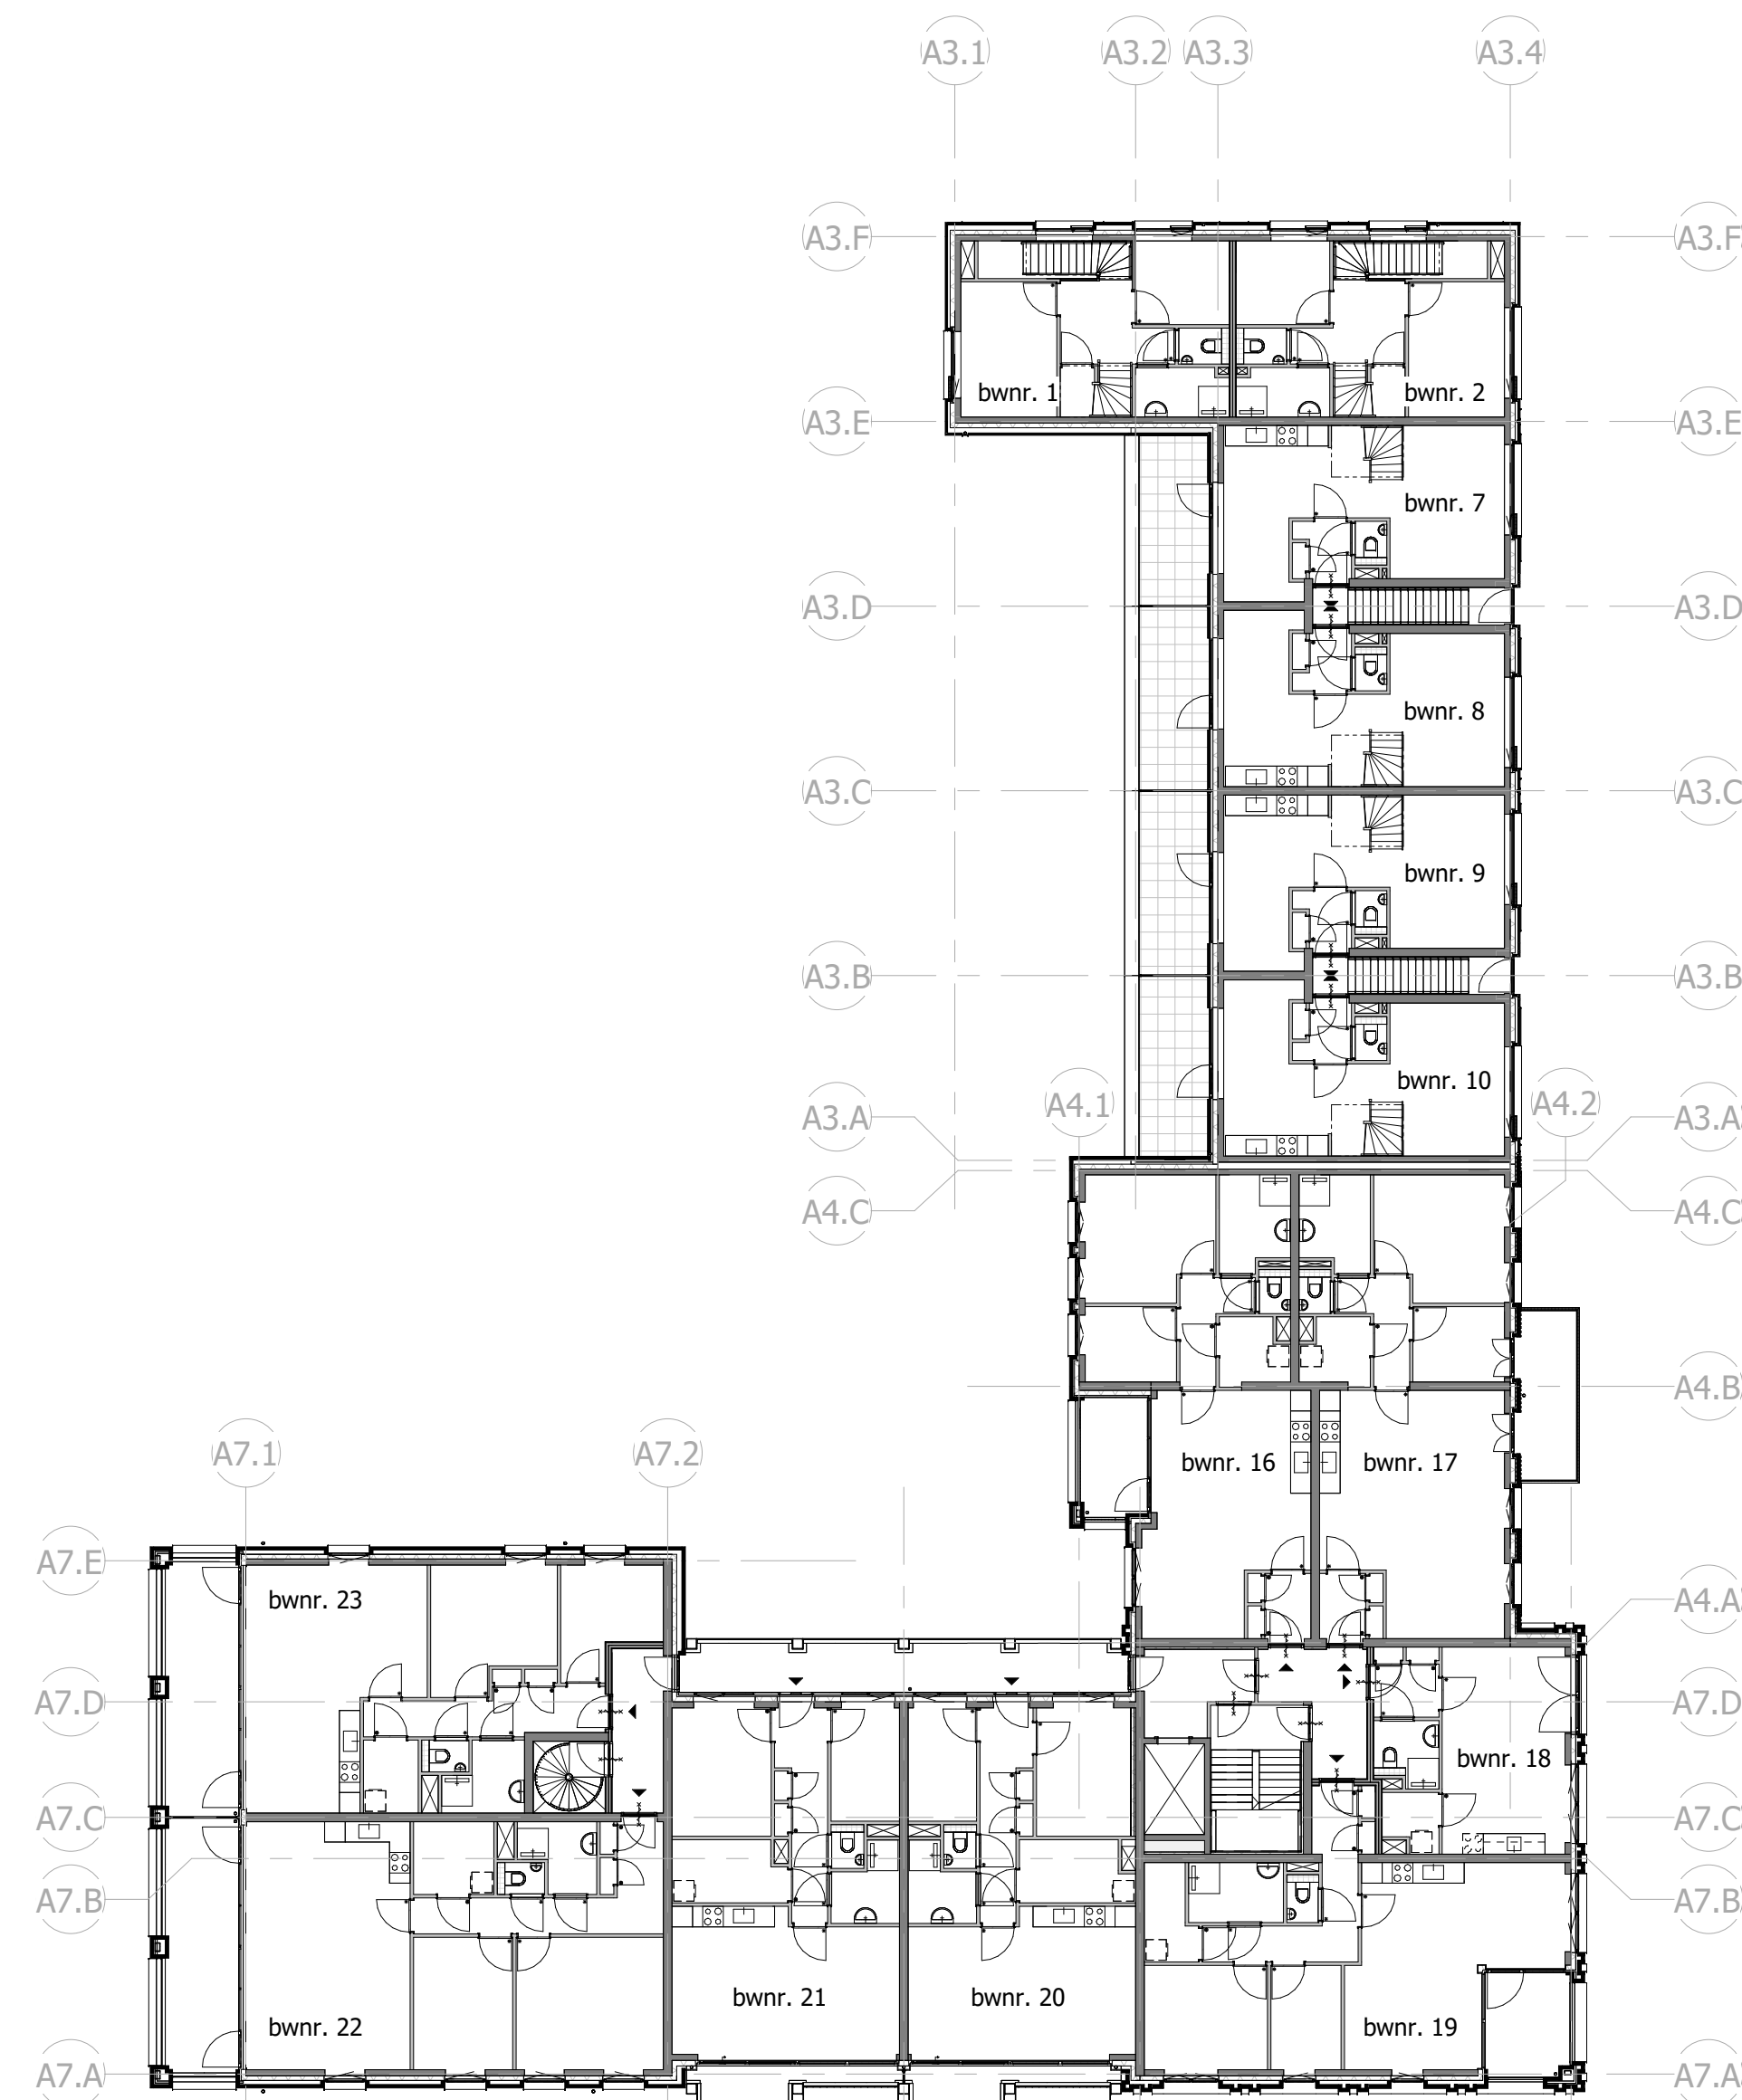 A3.1 A3.2 A3.3 A3.4
A3.F A3.F
bwnr. 1 bwnr. 2
A3.E A3.E
bwnr. 7
A3.D A3.D
bwnr. 8
A3.C A3.C
bwnr. 9
A3.B A3.B
bwnr. 10
A3.A A4.1 A4.2 A3.A
A4.C A4.C
A4.B
A7.1 A7.2
bwnr. 16 bwnr. 17
A7.E
bwnr. 23
A4.A
A7.D A7.D
bwnr. 18
A7.C A7.C
A7.B A7.B
bwnr. 21 bwnr. 20
bwnr. 22 bwnr. 19
A7.A A7.A